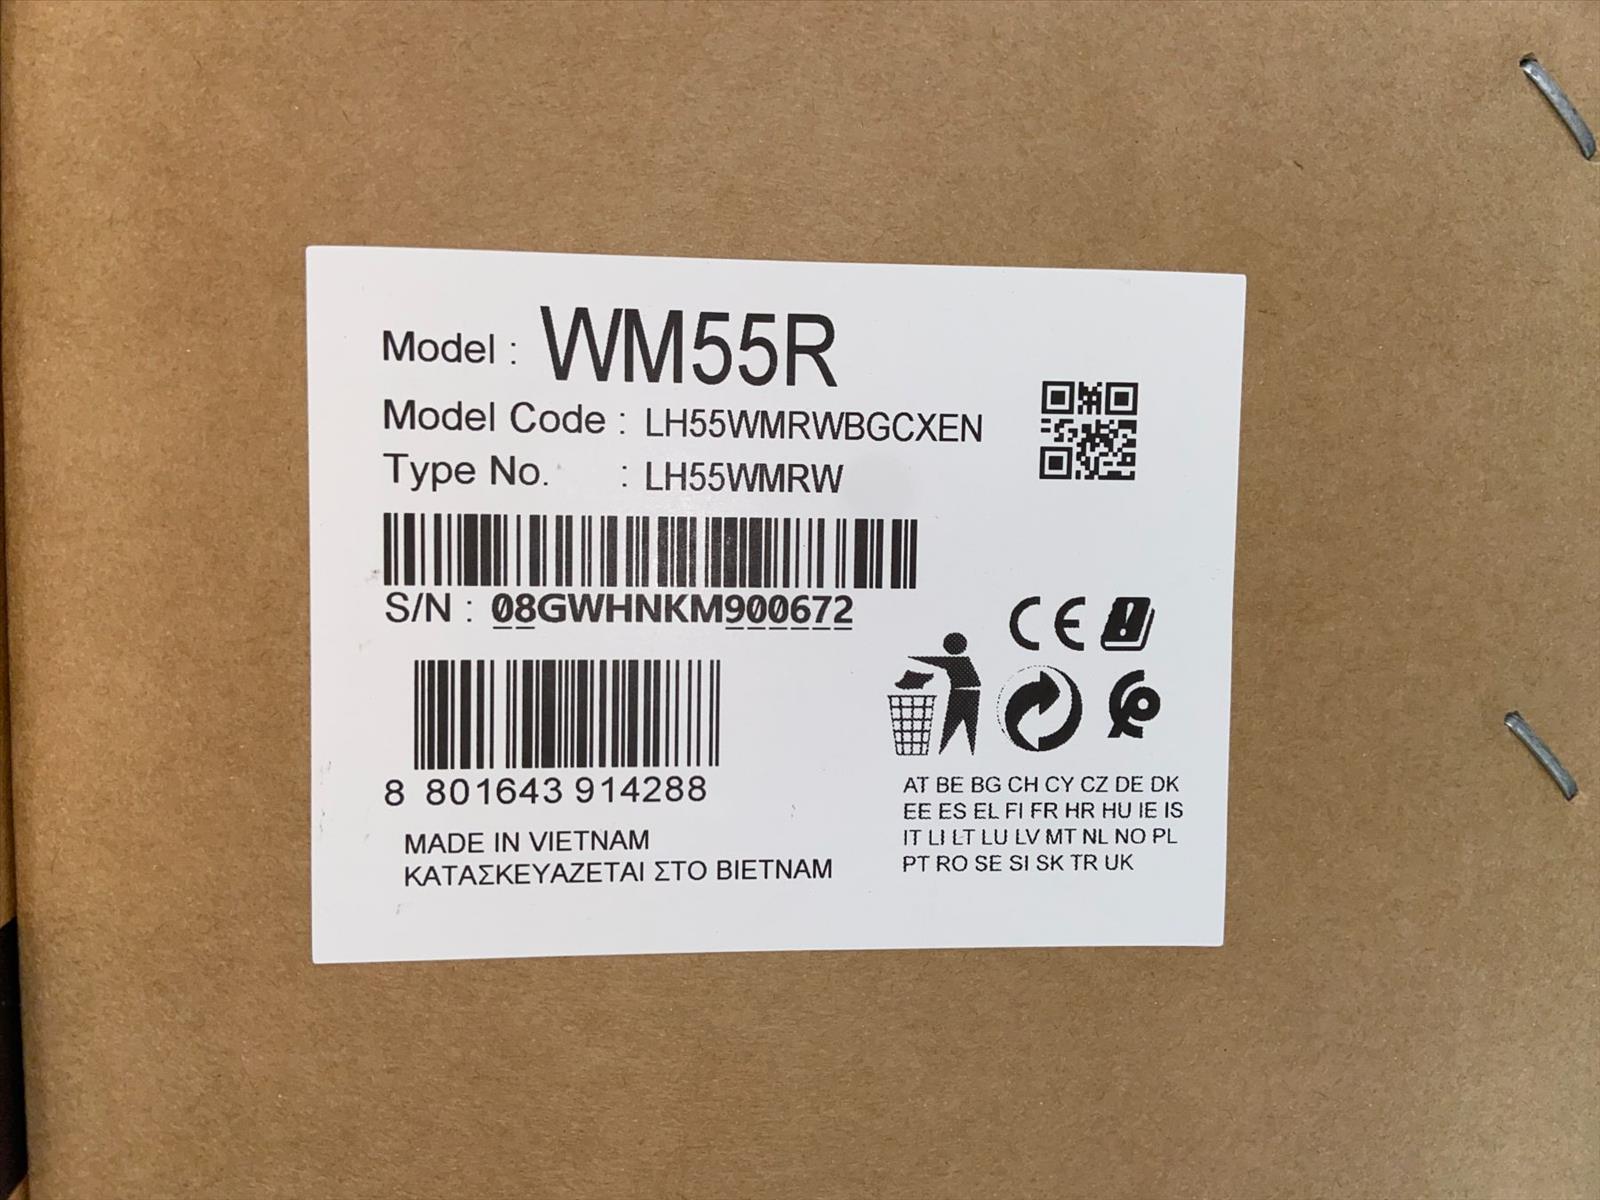 Model : WM55R
Model Code : LH55WMRWBGCXEN
Type No. : LH55WMRW
S/N : 08GWHNKM900672
8 801643 914288
MADE IN VIETNAM
ΚΑΤΑΣΚΕΥΑΖΕΤΑΙ ΣΤΟ ΒΙΕΤΝΑΜ
CE
AT BE BG CH CY CZ DE DK
EE ES EL FI FR HR HU IE IS
IT LI LT LU LV MT NL NO PL
PT RO SE SI SK TR UK